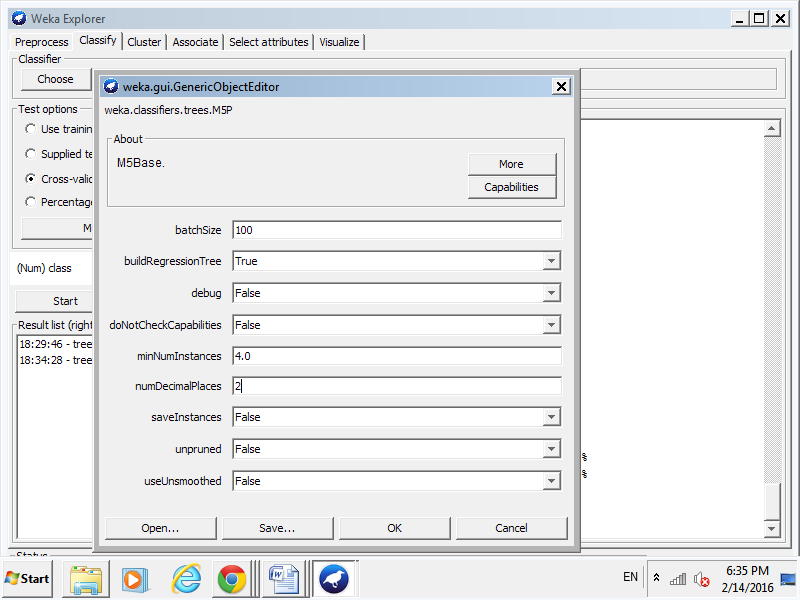 Weka Explorer
Preprocess Classify Cluster Associate Select attributes Visualize
Classifier
Choose
weka.gui.GenericObjectEditor
weka.classifiers.trees.M5P
About
M5Base.
More
Capabilities
batchSize 100
buildRegressionTree True
debug False
doNotCheckCapabilities False
minNumInstances 4.0
numDecimalPlaces 2
saveInstances False
unpruned False
useUnsmoothed False
Open... Save... OK Cancel
Test options
Use trainin
Supplied te
Cross-valid
Percentage
M
(Num) class
Start
Result list (right
18:29:46 - tree
18:34:28 - tree
%
%
Status
Start
EN
6:35 PM
2/14/2016